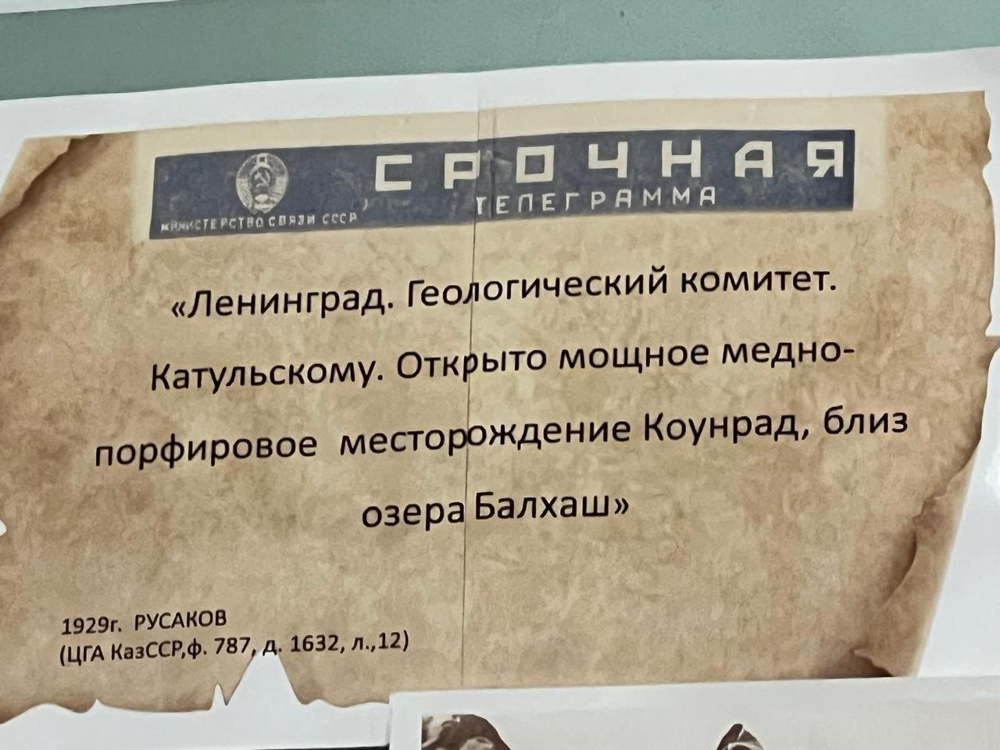 СРОЧНАЯ
ТЕЛЕГРАММА
МИНИСТЕРСТВО СВЯЗИ СССР
«Ленинград. Геологический комитет.
Катульскому. Открыто мощное медно-
порфировое месторождение Коунрад, близ
озера Балхаш»
1929г. РУСАКОВ
(ЦГА КазССР,ф. 787, д. 1632, л.,12)